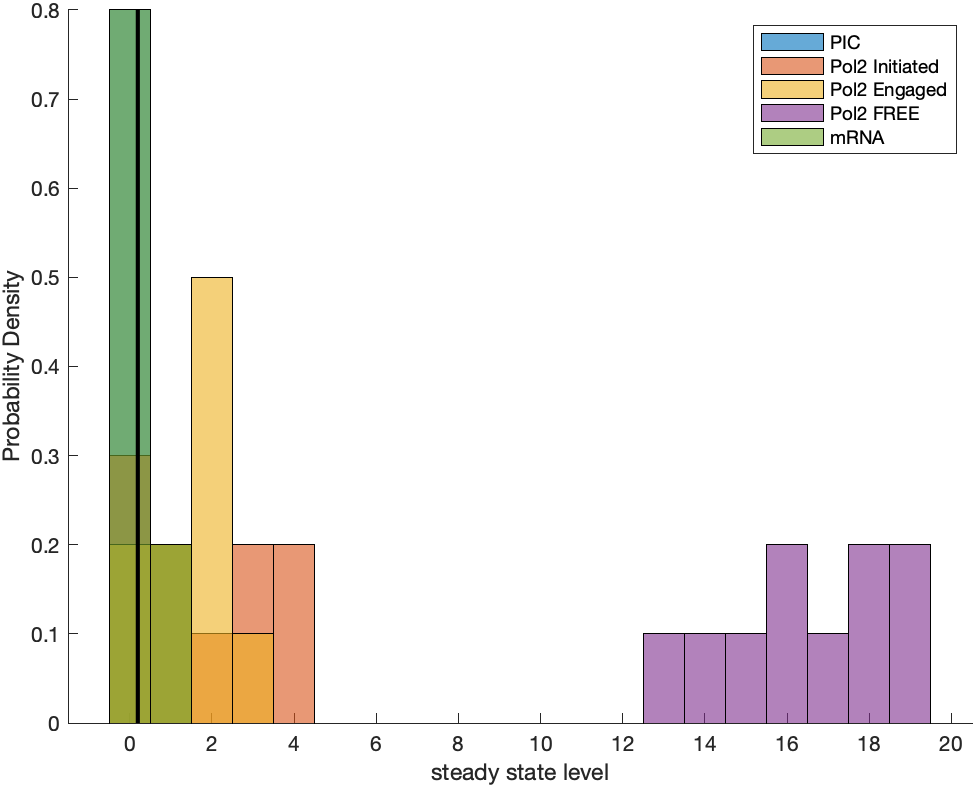 0.8
0.7
0.6
0.5
0.4
0.3
0.2
0.1
0
Probability Density
PIC
Pol2 Initiated
Pol2 Engaged
Pol2 FREE
mRNA
0 2 4 6 8 10 12 14 16 18 20
steady state level